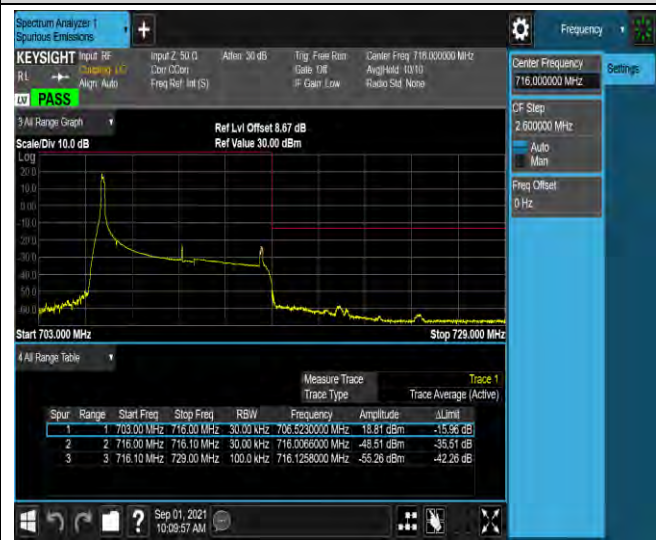 Spectrum Analyzer 1
Spurious Emissions
Frequency
KEYSIGHT Input: RF Input Z: 50 Ω Atten: 30 dB Trig: Free Run Center Freq: 716.000000 MHz
RL Coupling: DC Corr CCorr Gate: Off Avg|Hold: 10/10
Align: Auto Freq Ref: Int (S) IF Gain: Low Radio Std: None
LW PASS
Center Frequency
716.000000 MHz
Settings
CF Step
2.600000 MHz
Auto
Man
Freq Offset
0 Hz
3 All Range Graph
Ref Lvl Offset 8.67 dB
Scale/Div 10.0 dB Ref Value 30.00 dBm
Log
20.0
10.0
0.00
-10.0
-20.0
-30.0
-40.0
-50.0
-60.0
Start 703.000 MHz Stop 729.000 MHz
4 All Range Table
Measure Trace Trace 1
Trace Type Trace Average (Active)
Spur Range Start Freq Stop Freq RBW Frequency Amplitude ΔLimit
1 1 703.00 MHz 716.00 MHz 30.00 kHz 706.5230000 MHz 18.81 dBm -15.96 dB
2 2 716.00 MHz 716.10 MHz 30.00 kHz 716.0066000 MHz -48.51 dBm -35.51 dB
3 3 716.10 MHz 729.00 MHz 100.0 kHz 716.1258000 MHz -55.26 dBm -42.26 dB
Sep 01, 2021
10:09:57 AM